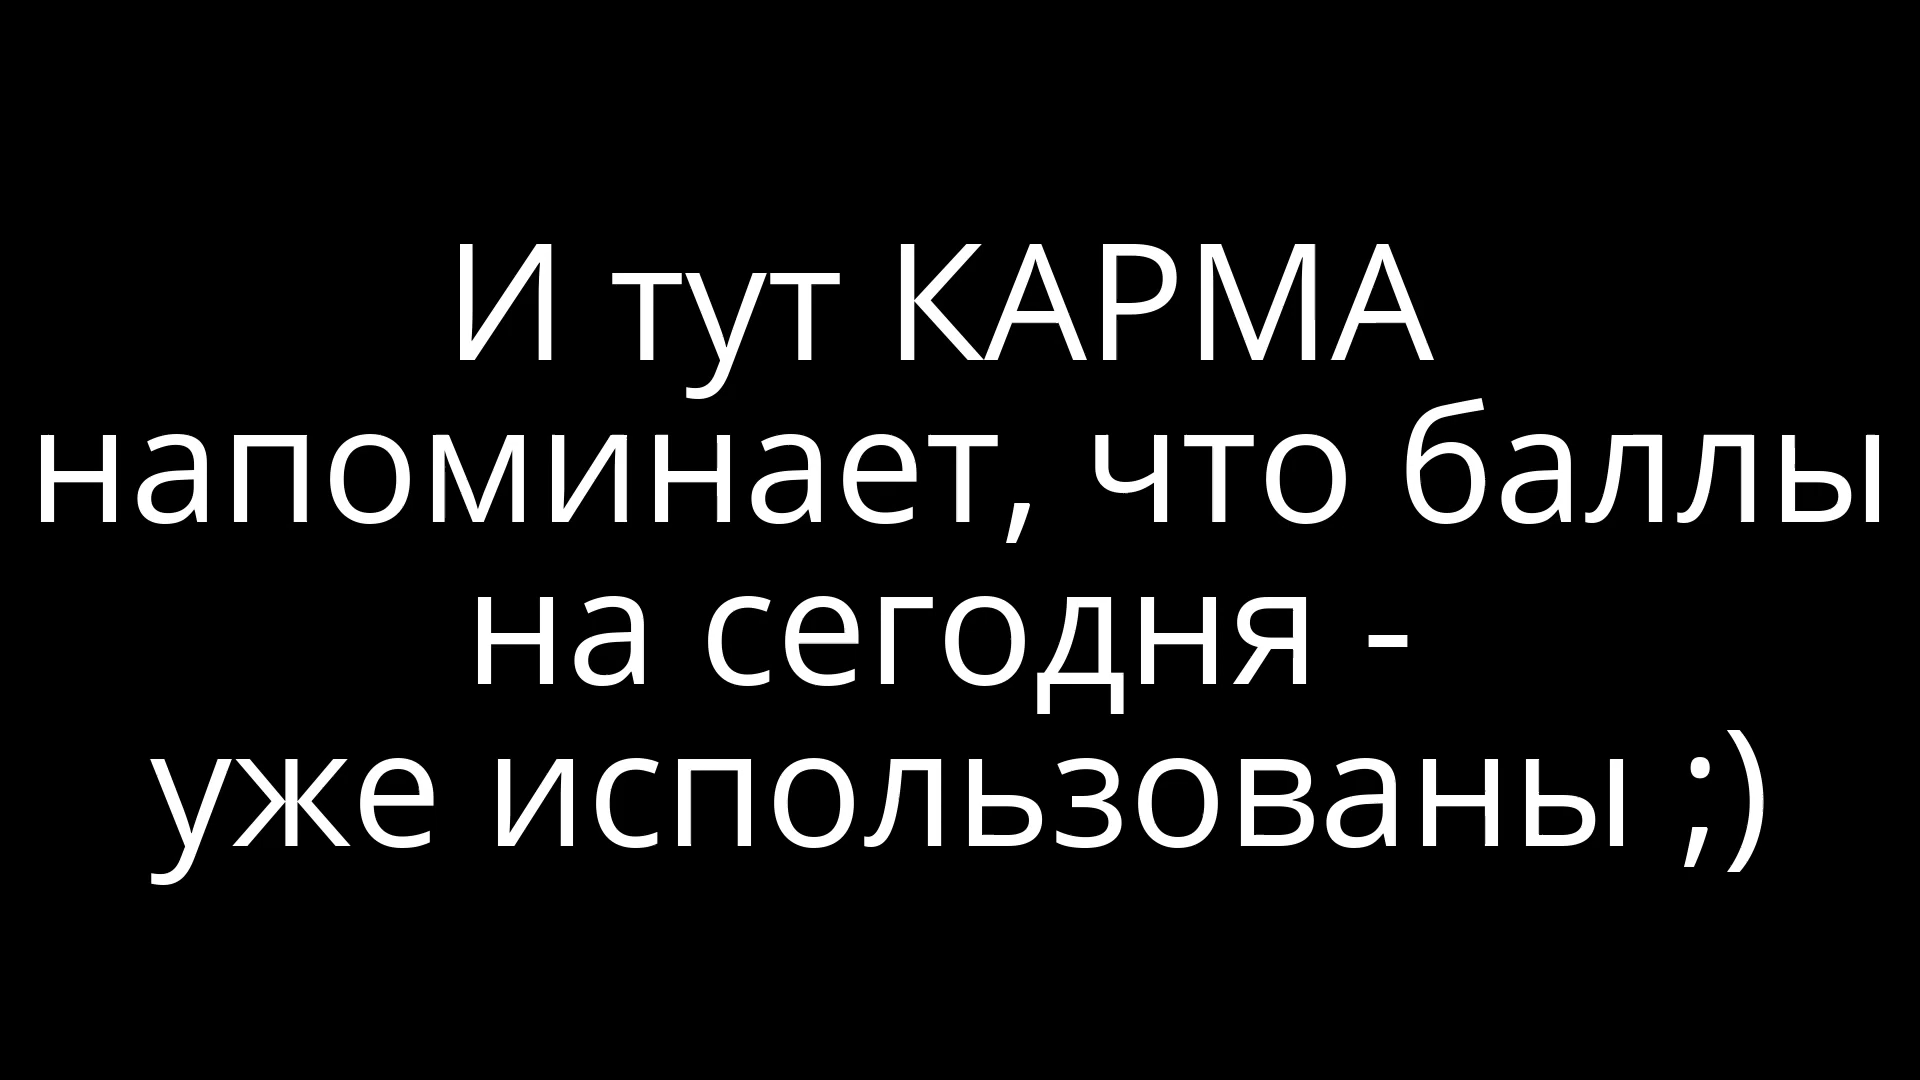 И тут КАРМА
напоминает, что баллы
на сегодня -
уже использованы ;)